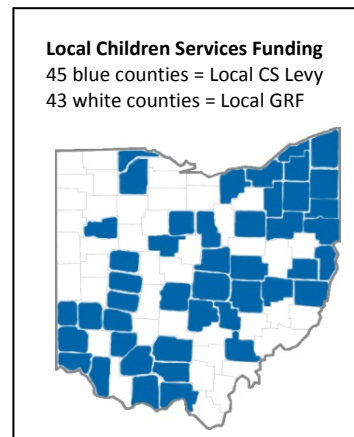 Local Children Services Funding
45 blue counties = Local CS Levy
43 white counties = Local GRF